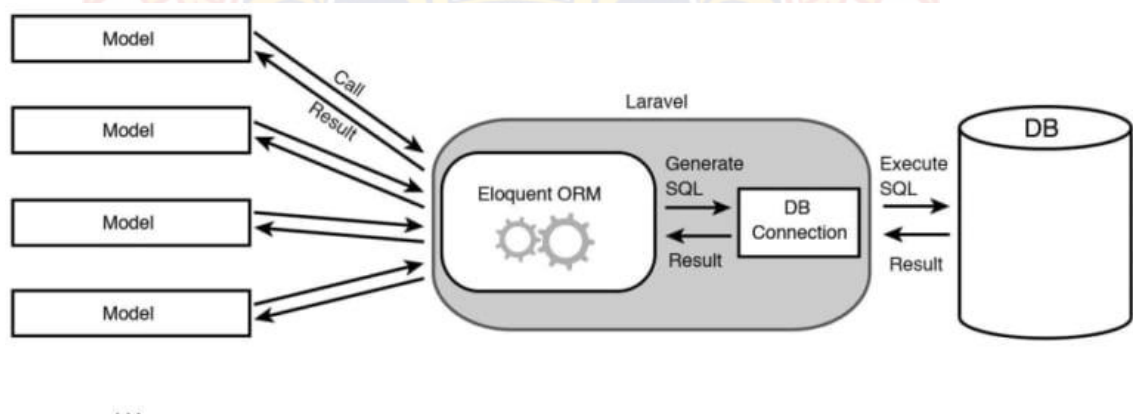 Model
Call
Result
Model
Model
Model
Laravel
Eloquent ORM
Generate
SQL
Result
DB
Connection
Execute
SQL
Result
DB